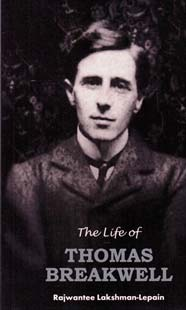 The Life of
THOMAS
BREAKWELL
Rajwantee Lakshman-Lepain